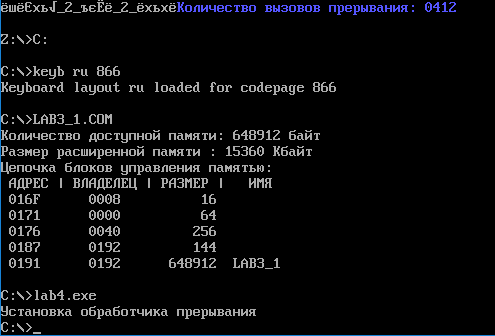 Количество вызовов прерывания: 0412
Z:\>C:
C:\>keyb ru 866
Keyboard layout ru loaded for codepage 866
C:\>LAB3_1.COM
Количество доступной памяти: 648912 байт
Размер расширенной памяти : 15360 Кбайт
Цепочка блоков управления памятью:
АДРЕС | ВЛАДЕЛЕЦ | РАЗМЕР | ИМЯ
016F 0008 16
0171 0000 64
0176 0040 256
0187 0192 144
0191 0192 648912 LAB3_1
C:\>lab4.exe
Установка обработчика прерывания
C:\>_